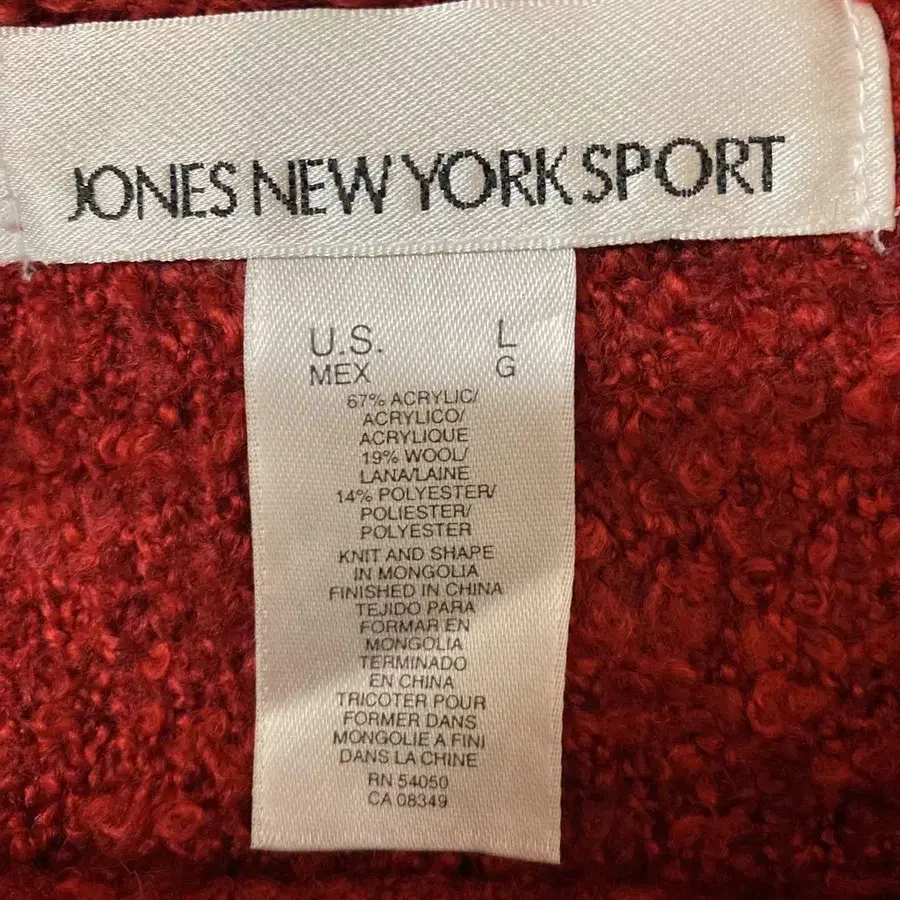 JONES NEW YORK SPORT
U.S. L
MEX G
67% ACRYLIC/
ACRYLICO/
ACRYLIQUE
19% WOOL/
LANA/LAINE
14% POLYESTER/
POLIESTER/
POLYESTER
KNIT AND SHAPE
IN MONGOLIA
FINISHED IN CHINA
TEJIDO PARA
FORMAR EN
MONGOLIA
TERMINADO
EN CHINA
TRICOTER POUR
FORMER DANS
MONGOLIE A FINI
DANS LA CHINE
RN 54050
CA 08349